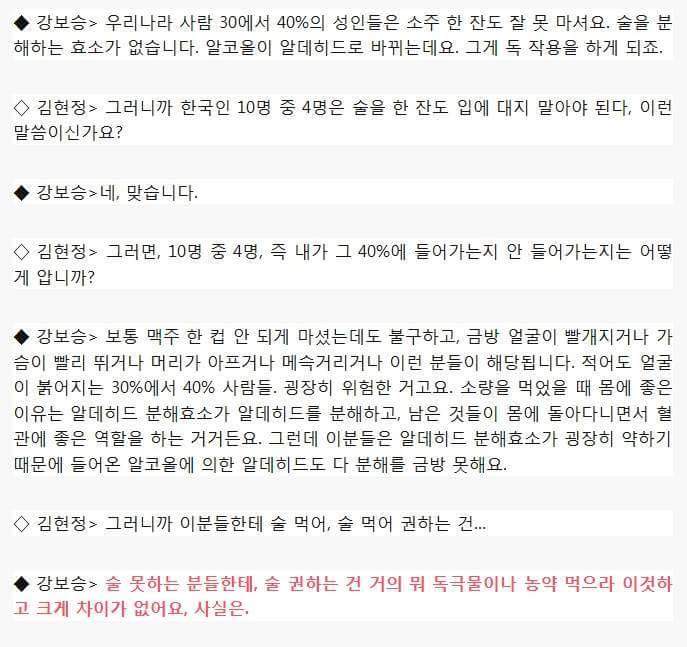 ◆ 강보승> 우리나라 사람 30에서 40%의 성인들은 소주 한 잔도 잘 못 마셔요. 술을 분
해하는 효소가 없습니다. 알코올이 알데히드로 바뀌는데요. 그게 독 작용을 하게 되죠.
◇ 김현정> 그러니까 한국인 10명 중 4명은 술을 한 잔도 입에 대지 말아야 된다, 이런
말씀이신가요?
◆ 강보승>네, 맞습니다.
◇ 김현정> 그러면, 10명 중 4명, 즉 내가 그 40%에 들어가는지 안 들어가는지는 어떻
게 압니까?
◆ 강보승> 보통 맥주 한 컵 안 되게 마셨는데도 불구하고, 금방 얼굴이 빨개지거나 가
슴이 빨리 뛰거나 머리가 아프거나 메슥거리거나 이런 분들이 해당됩니다. 적어도 얼굴
이 붉어지는 30%에서 40% 사람들. 굉장히 위험한 거고요. 소량을 먹었을 때 몸에 좋은
이유는 알데히드 분해효소가 알데히드를 분해하고, 남은 것들이 몸에 돌아다니면서 혈
관에 좋은 역할을 하는 거거든요. 그런데 이분들은 알데히드 분해효소가 굉장히 약하기
때문에 들어온 알코올에 의한 알데히드도 다 분해를 금방 못해요.
◇ 김현정> 그러니까 이분들한테 술 먹어, 술 먹어 권하는 건...
◆ 강보승> 술 못하는 분들한테, 술 권하는 건 거의 뭐 독극물이나 농약 먹으라 이것하
고 크게 차이가 없어요, 사실은.